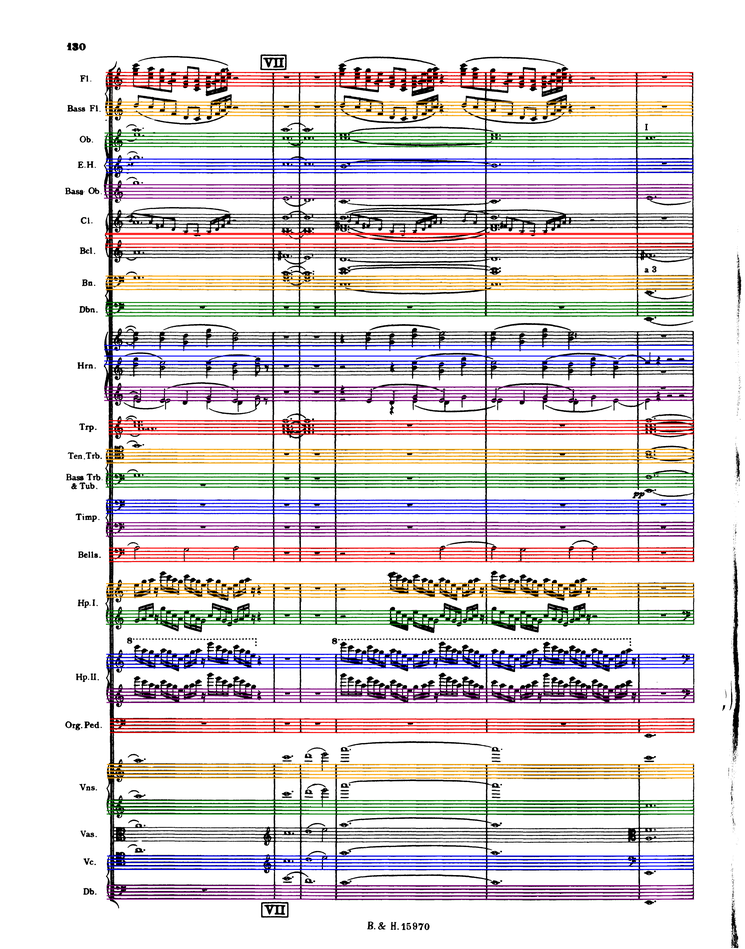 130
VII
Fl.
Bass Fl.
Ob.
I
E.H.
Bass Ob.
Cl.
Bcl.
Bn.
a 3
Dbn.
Hrn.
Trp.
Ten. Trb.
Bass Trb
& Tub.
pp
Timp.
Bells.
Hp. I.
8
8
Hp. II.
Org. Ped.
Vns.
Vas.
Vc.
Db.
VII
B. & H. 15970